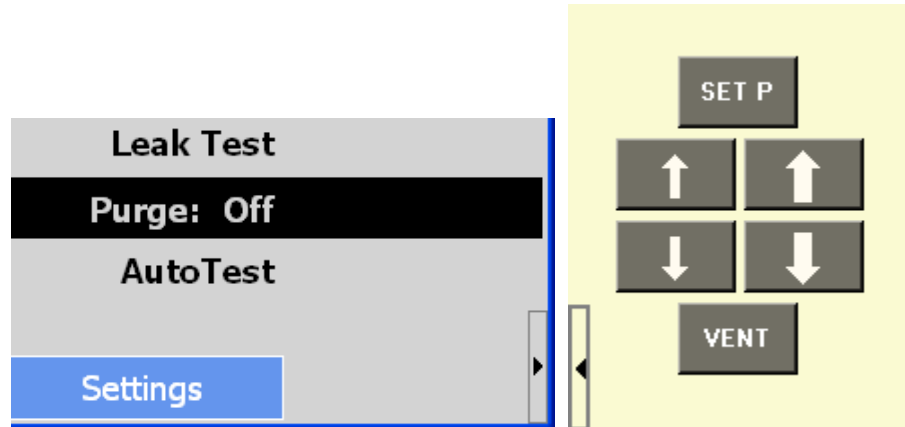 Leak Test
Purge: Off
AutoTest
Settings
SET P
VENT